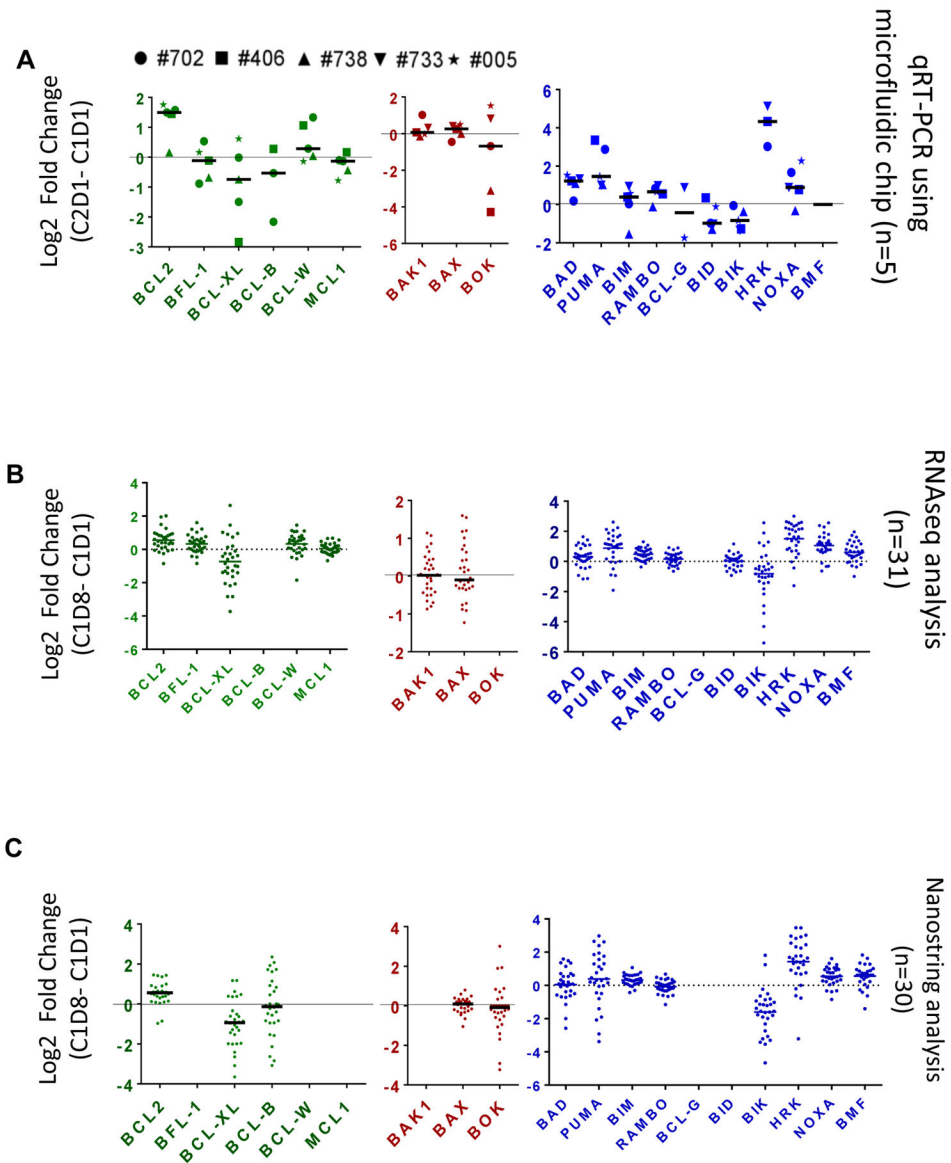 A
● #702 ■ #406 ▲ #738 ▼ #733 ★ #005
Log2 Fold Change
(C2D1- C1D1)
2
1
0
-1
-2
-3
BCL2
BFL-1
BCL-XL
BCL-B
BCL-W
MCL1
2
0
-2
-4
-6
BAK1
BAX
BOK
6
4
2
0
-2
BAD
PUMA
BIM
RAMBO
BCL-G
BID
BIK
HRK
NOXA
BMF
qRT-PCR using
microfluidic chip (n=5)
B
Log2 Fold Change
(C1D8- C1D1)
4
2
0
-2
-4
-6
BCL2
BFL-1
BCL-XL
BCL-B
BCL-W
MCL1
2
1
0
-1
-2
BAK1
BAX
BOK
4
2
0
-2
-4
-6
BAD
PUMA
BIM
RAMBO
BCL-G
BID
BIK
HRK
NOXA
BMF
RNAseq analysis
(n=31)
C
Log2 Fold Change
(C1D8- C1D1)
4
2
0
-2
-4
BCL2
BFL-1
BCL-XL
BCL-B
BCL-W
MCL1
4
2
0
-2
-4
BAK1
BAX
BOK
4
2
0
-2
-4
-6
BAD
PUMA
BIM
RAMBO
BCL-G
BID
BIK
HRK
NOXA
BMF
Nanostring analysis
(n=30)